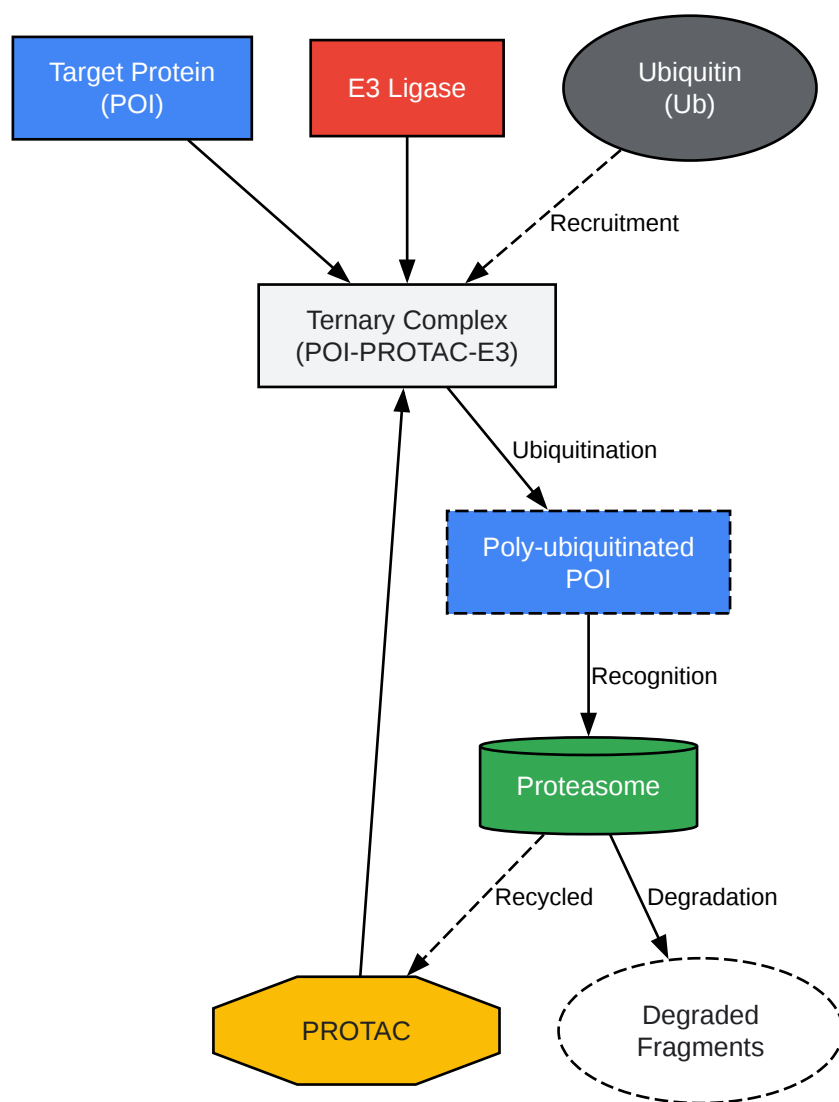 Target Protein
(POI)
E3 Ligase
Ubiquitin
(Ub)
Recruitment
Ternary Complex
(POI-PROTAC-E3)
Ubiquitination
Poly-ubiquitinated
POI
Recognition
Proteasome
Recycled
Degradation
PROTAC
Degraded
Fragments